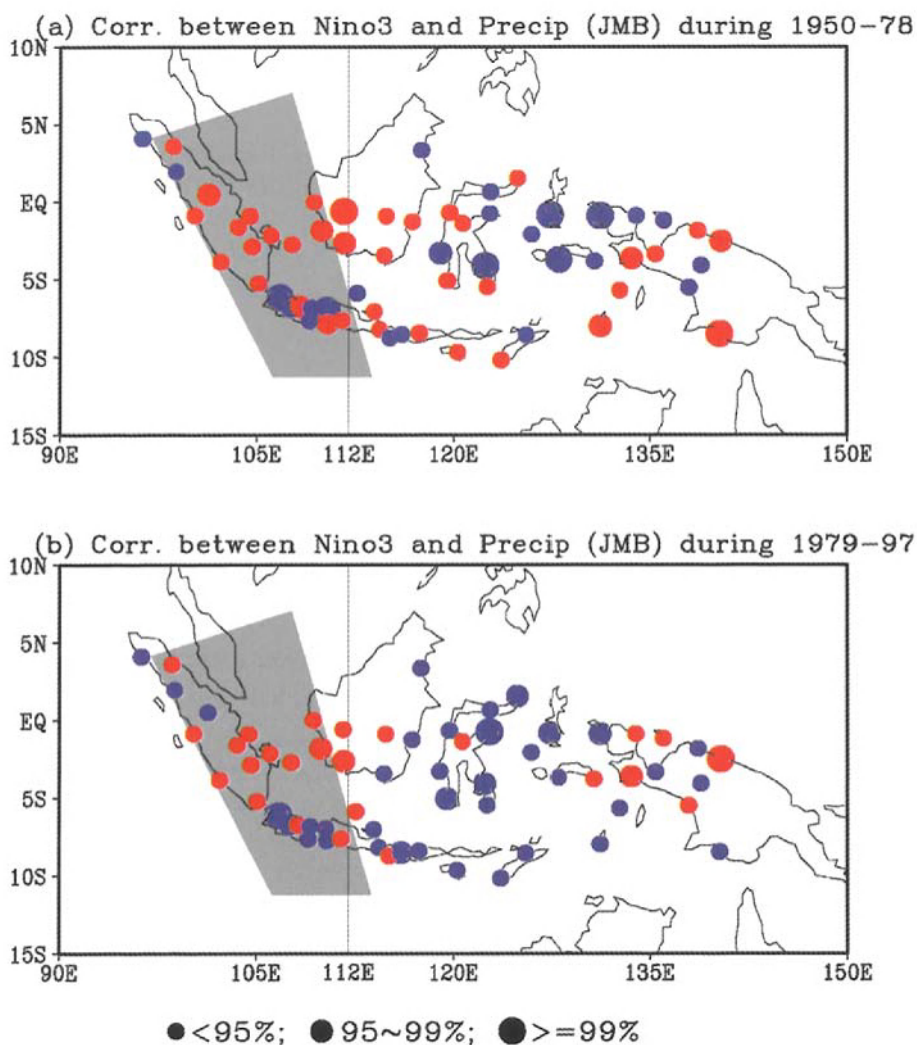 (a) Corr. between Nino3 and Precip (JMB) during 1950-78
10N
5N
EQ
5S
10S
15S
90E 105E 112E 120E 135E 150E
(b) Corr. between Nino3 and Precip (JMB) during 1979-97
10N
5N
EQ
5S
10S
15S
90E 105E 112E 120E 135E 150E
<95%; 95~99%; >=99%